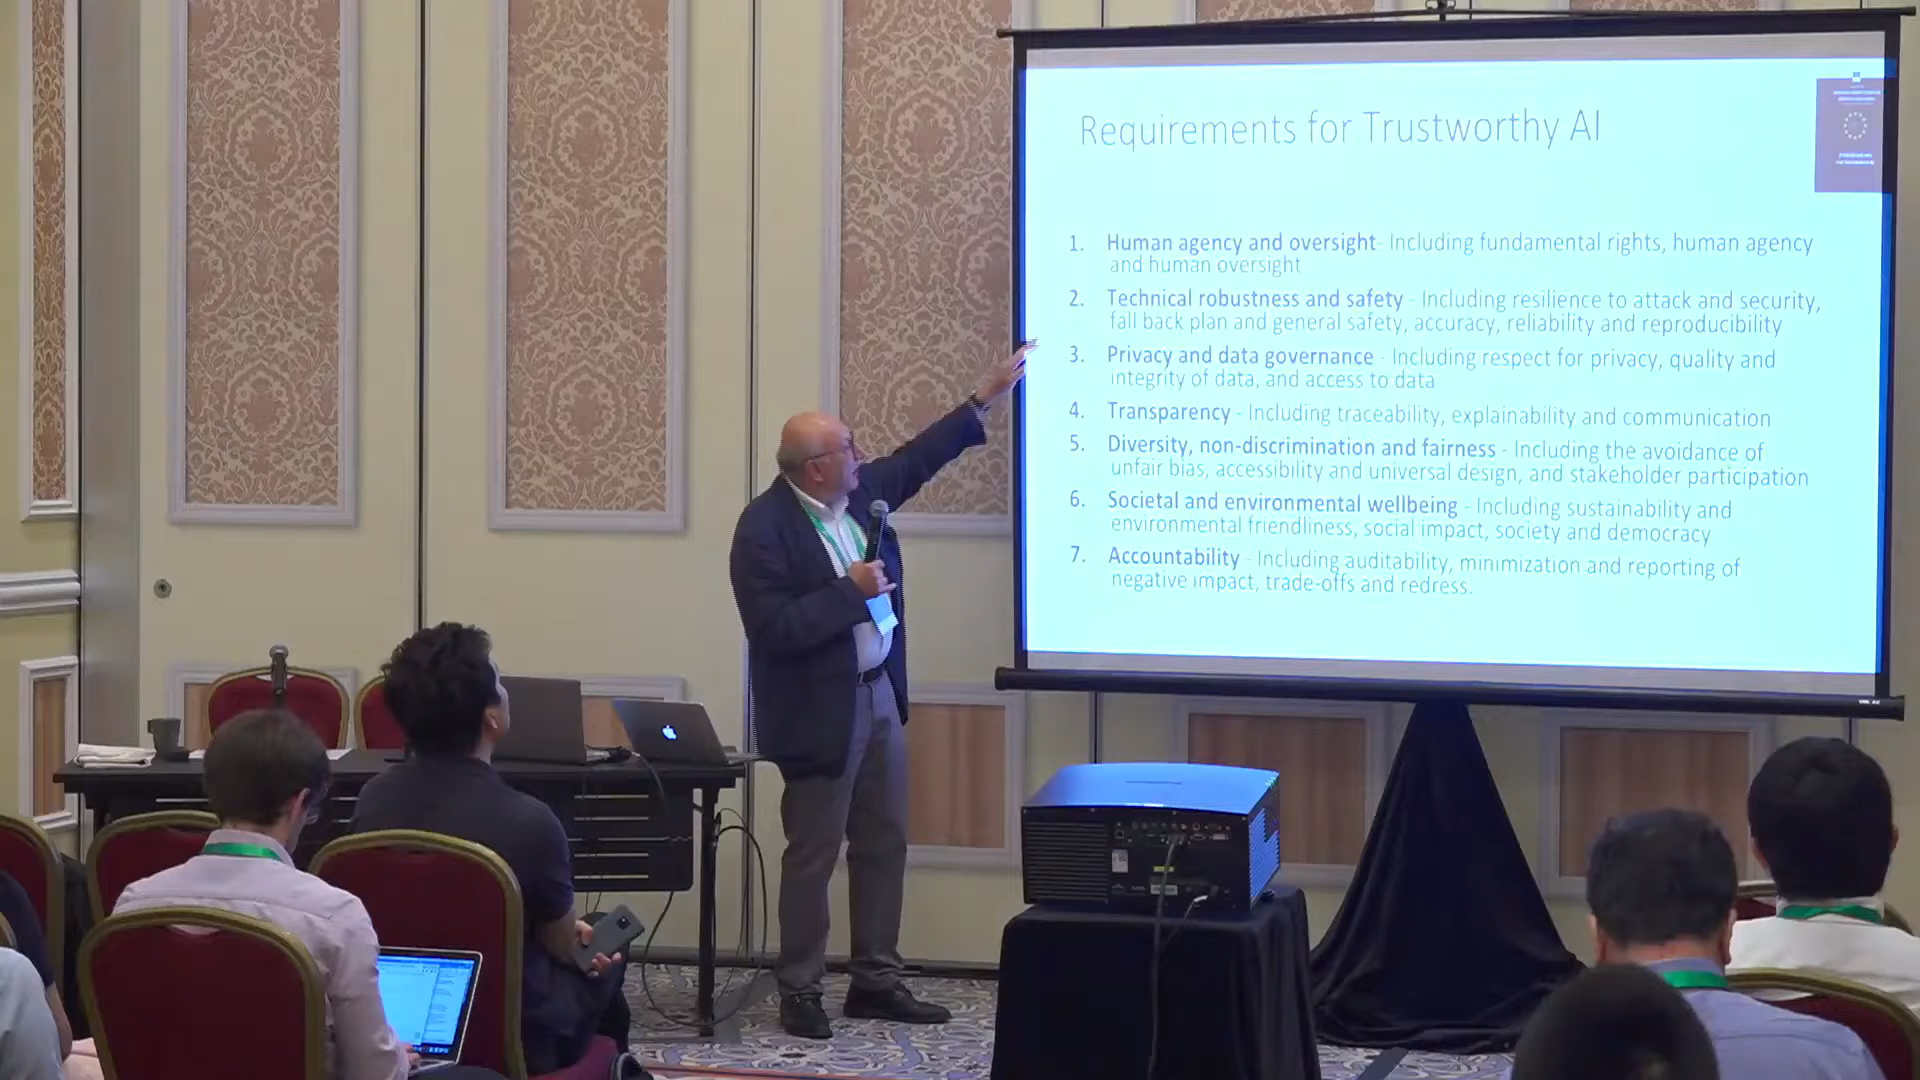 Requirements for Trustworthy AI
1. Human agency and oversight- Including fundamental rights, human agency
and human oversight
2. Technical robustness and safety - Including resilience to attack and security,
fall back plan and general safety, accuracy, reliability and reproducibility
3. Privacy and data governance - Including respect for privacy, quality and
integrity of data, and access to data
4. Transparency - Including traceability, explainability and communication
5. Diversity, non-discrimination and fairness - Including the avoidance of
unfair bias, accessibility and universal design, and stakeholder participation
6. Societal and environmental wellbeing - Including sustainability and
environmental friendliness, social impact, society and democracy
7. Accountability - Including auditability, minimization and reporting of
negative impact, trade-offs and redress.